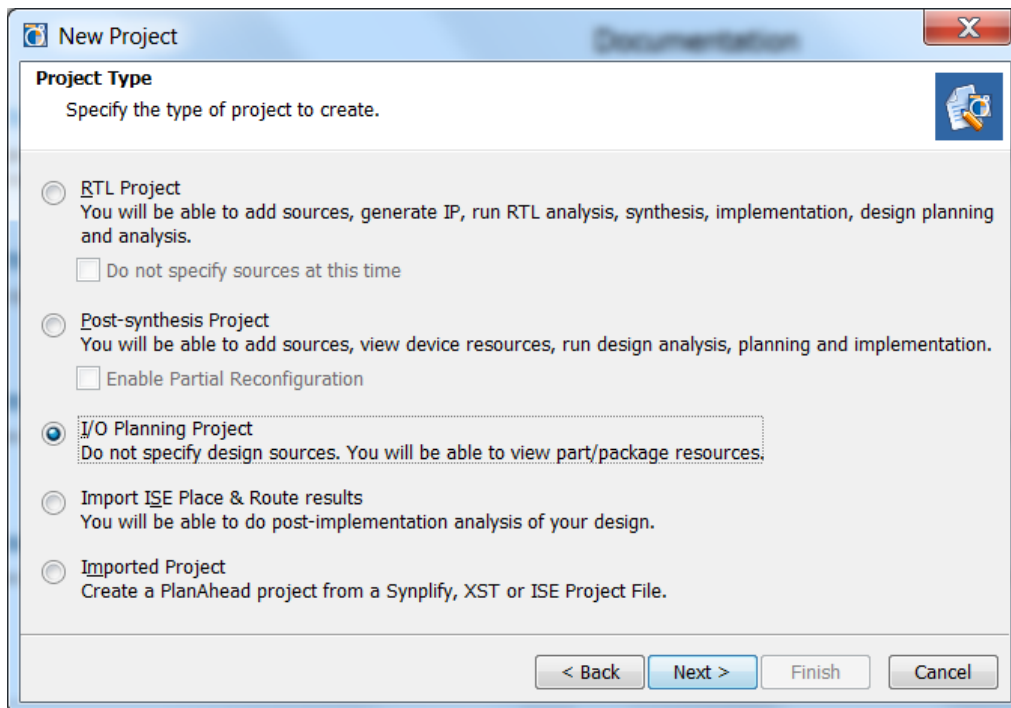 New Project
Documentation
Project Type
Specify the type of project to create.
RTL Project
You will be able to add sources, generate IP, run RTL analysis, synthesis, implementation, design planning
and analysis.
Do not specify sources at this time
Post-synthesis Project
You will be able to add sources, view device resources, run design analysis, planning and implementation.
Enable Partial Reconfiguration
I/O Planning Project
Do not specify design sources. You will be able to view part/package resources.
Import ISE Place & Route results
You will be able to do post-implementation analysis of your design.
Imported Project
Create a PlanAhead project from a Synplify, XST or ISE Project File.
< Back
Next >
Finish
Cancel